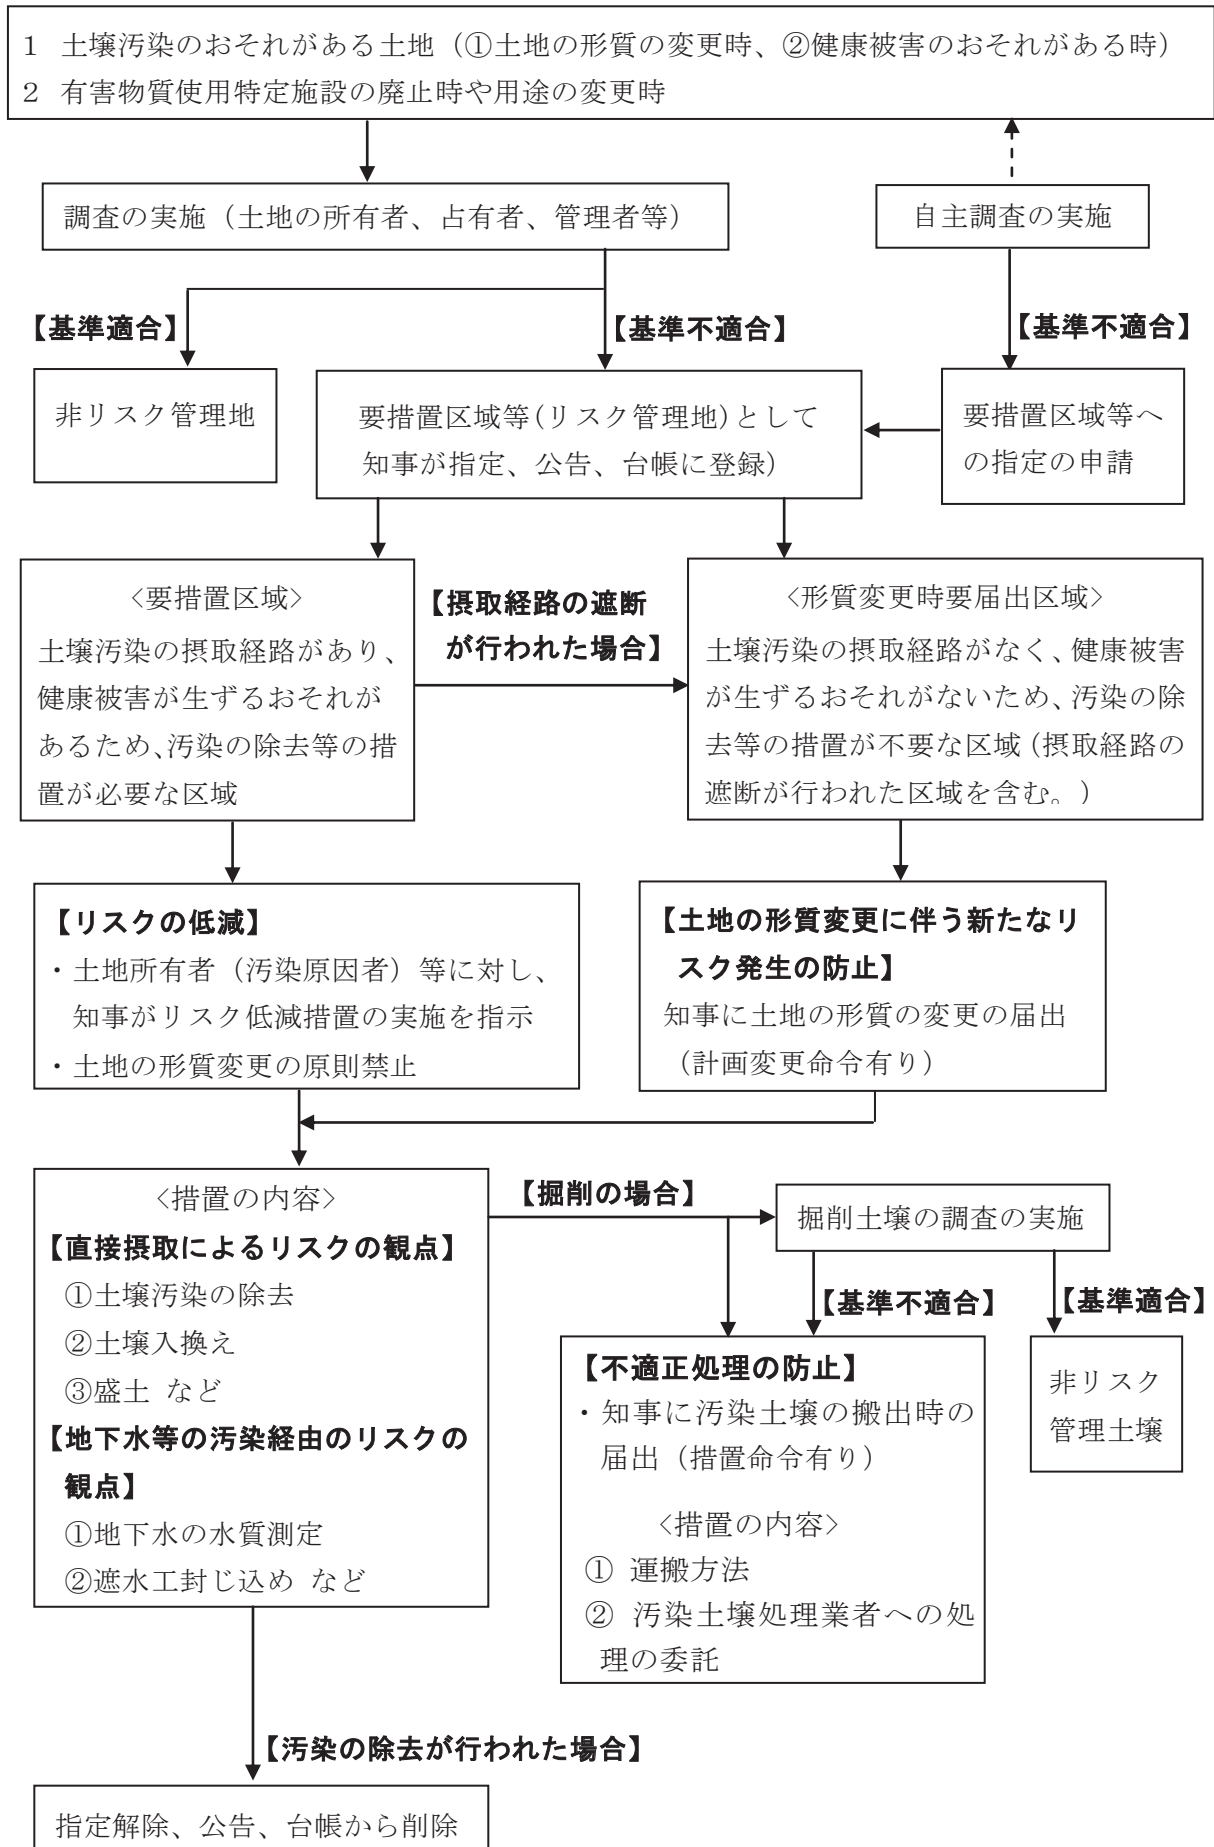 1 土壌汚染のおそれがある土地（①土地の形質の変更時、②健康被害のおそれがある時）
2 有害物質使用特定施設の廃止時や用途の変更時
調査の実施（土地の所有者、占有者、管理者等）
自主調査の実施
【基準適合】
【基準不適合】
【基準不適合】
非リスク管理地
要措置区域等(リスク管理地)として
知事が指定、公告、台帳に登録）
要措置区域等へ
の指定の申請
<要措置区域>
土壌汚染の摂取経路があり、
健康被害が生ずるおそれが
あるため、汚染の除去等の措
置が必要な区域
【摂取経路の遮断
が行われた場合】
<形質変更時要届出区域>
土壌汚染の摂取経路がなく、健康被害
が生ずるおそれがないため、汚染の除
去等の措置が不要な区域（摂取経路の
遮断が行われた区域を含む。）
【リスクの低減】
・土地所有者（汚染原因者）等に対し、
知事がリスク低減措置の実施を指示
・土地の形質変更の原則禁止
【土地の形質変更に伴う新たなリ
スク発生の防止】
知事に土地の形質の変更の届出
（計画変更命令有り）
<措置の内容>
【直接摂取によるリスクの観点】
①土壌汚染の除去
②土壌入換え
③盛土 など
【地下水等の汚染経由のリスクの
観点】
①地下水の水質測定
②遮水工封じ込め など
【掘削の場合】
掘削土壌の調査の実施
【基準不適合】
【基準適合】
【不適正処理の防止】
・知事に汚染土壌の搬出時の
届出（措置命令有り）
<措置の内容>
① 運搬方法
② 汚染土壌処理業者への処
理の委託
非リスク
管理土壌
【汚染の除去が行われた場合】
指定解除、公告、台帳から削除